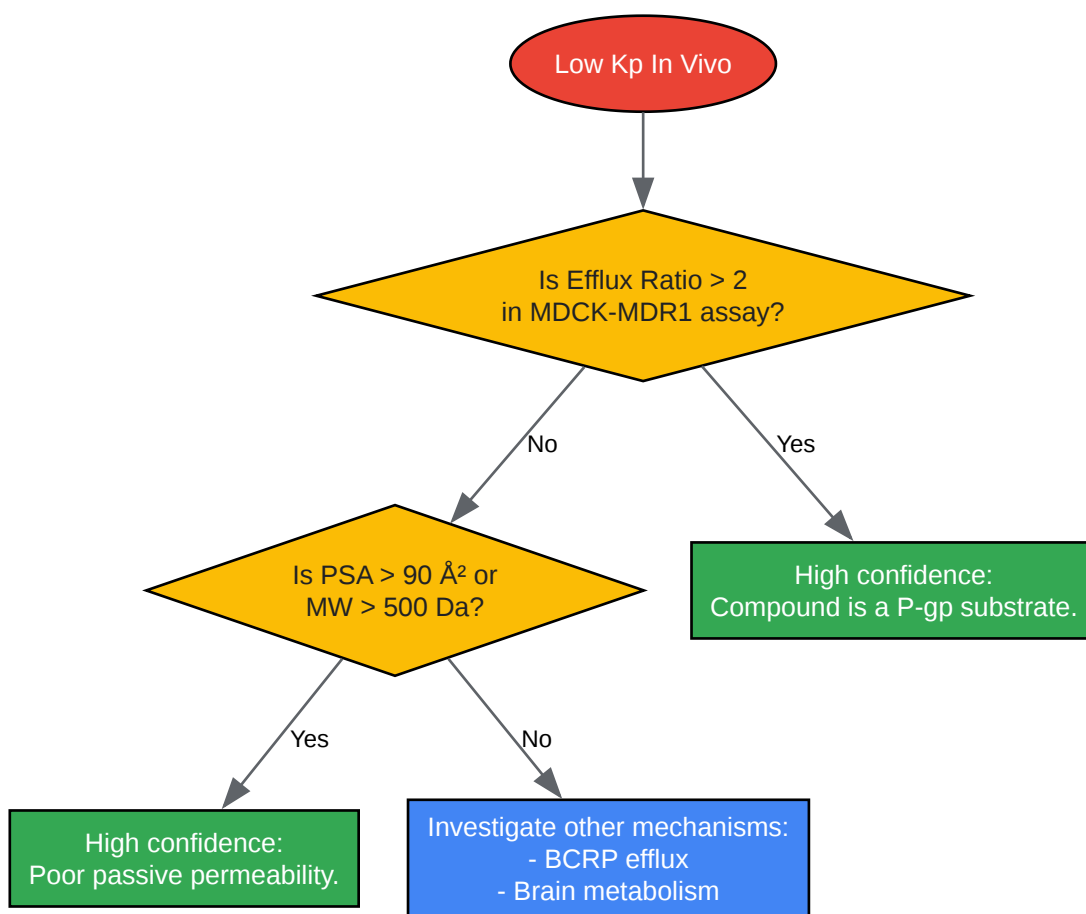 Low Kp In Vivo
Is Efflux Ratio > 2
in MDCK-MDR1 assay?
No
Yes
Is PSA > 90 Å² or
MW > 500 Da?
High confidence:
Compound is a P-gp substrate.
Yes
No
High confidence:
Poor passive permeability.
Investigate other mechanisms:
- BCRP efflux
- Brain metabolism